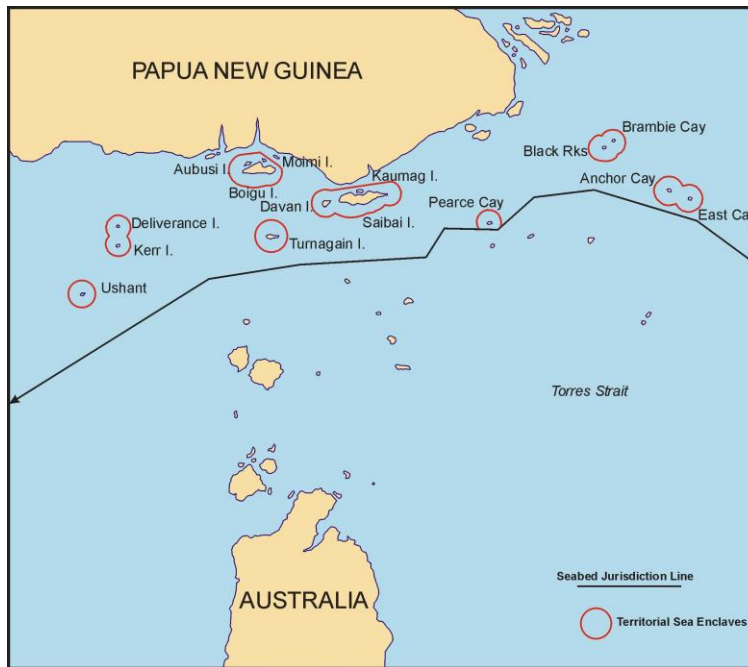 PAPUA NEW GUINEA
Brambie Cay
Black Rks
Aubusi I.
Moimi I.
Boigu I.
Kaumag I.
Davan I.
Saibai I.
Anchor Cay
Pearce Cay
East Ca
Deliverance I.
Kerr I.
Turnagain I.
Ushant
Torres Strait
AUSTRALIA
Seabed Jurisdiction Line
Territorial Sea Enclaves